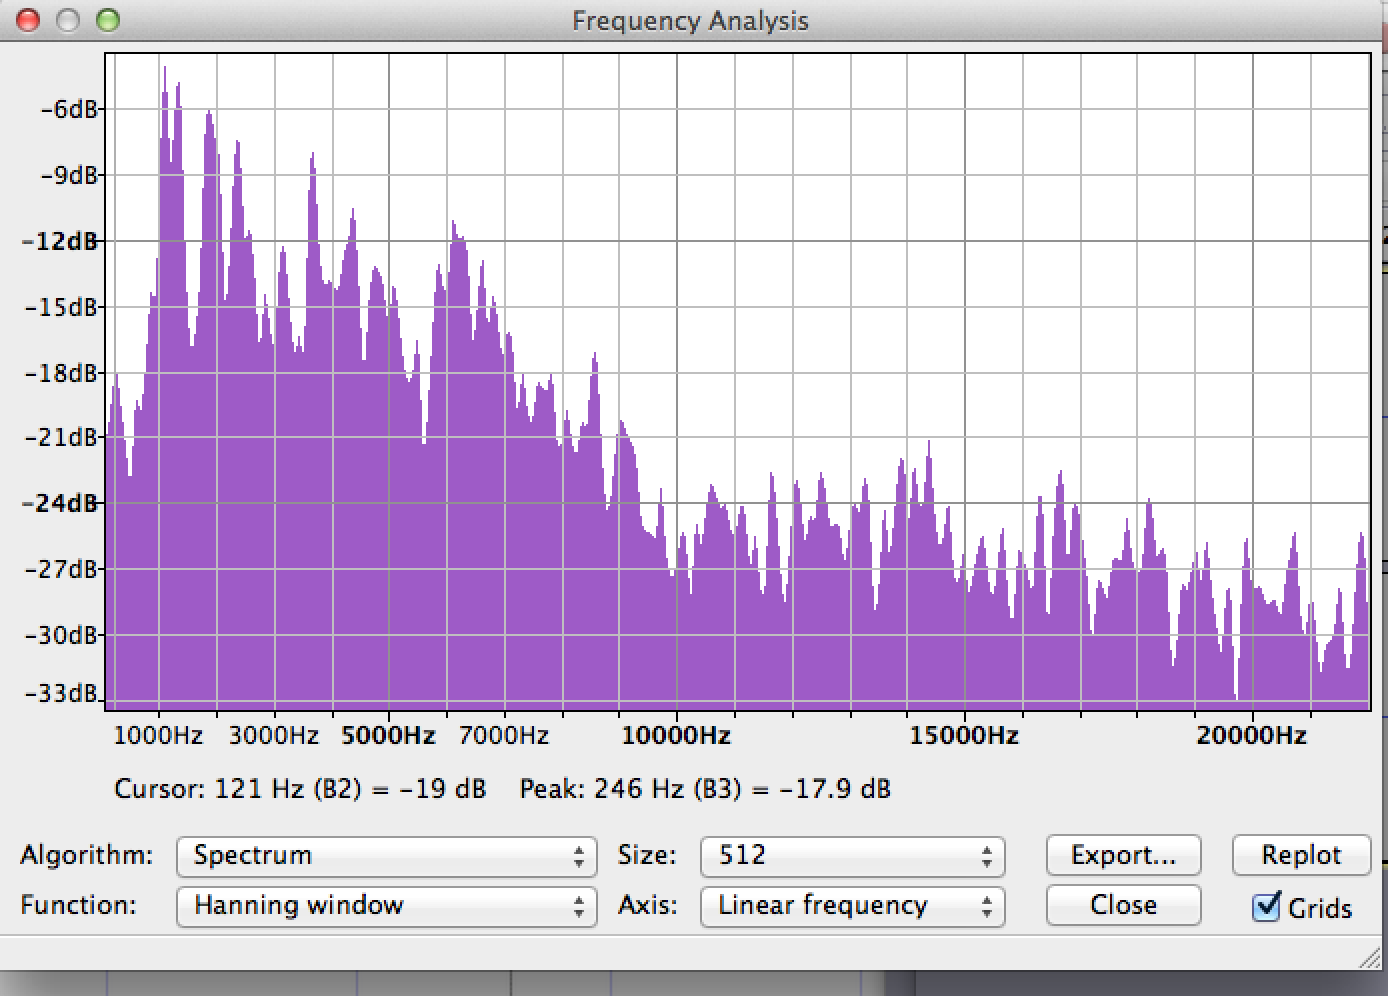 Frequency Analysis
−6dB
−9dB
−12dB
−15dB
−18dB
−21dB
−24dB
−27dB
−30dB
−33dB
1000Hz 3000Hz 5000Hz 7000Hz 10000Hz 15000Hz 20000Hz
Cursor: 121 Hz (B2) = −19 dB Peak: 246 Hz (B3) = −17.9 dB
Algorithm: Spectrum Size: 512 Export... Replot
Function: Hanning window Axis: Linear frequency Close Grids